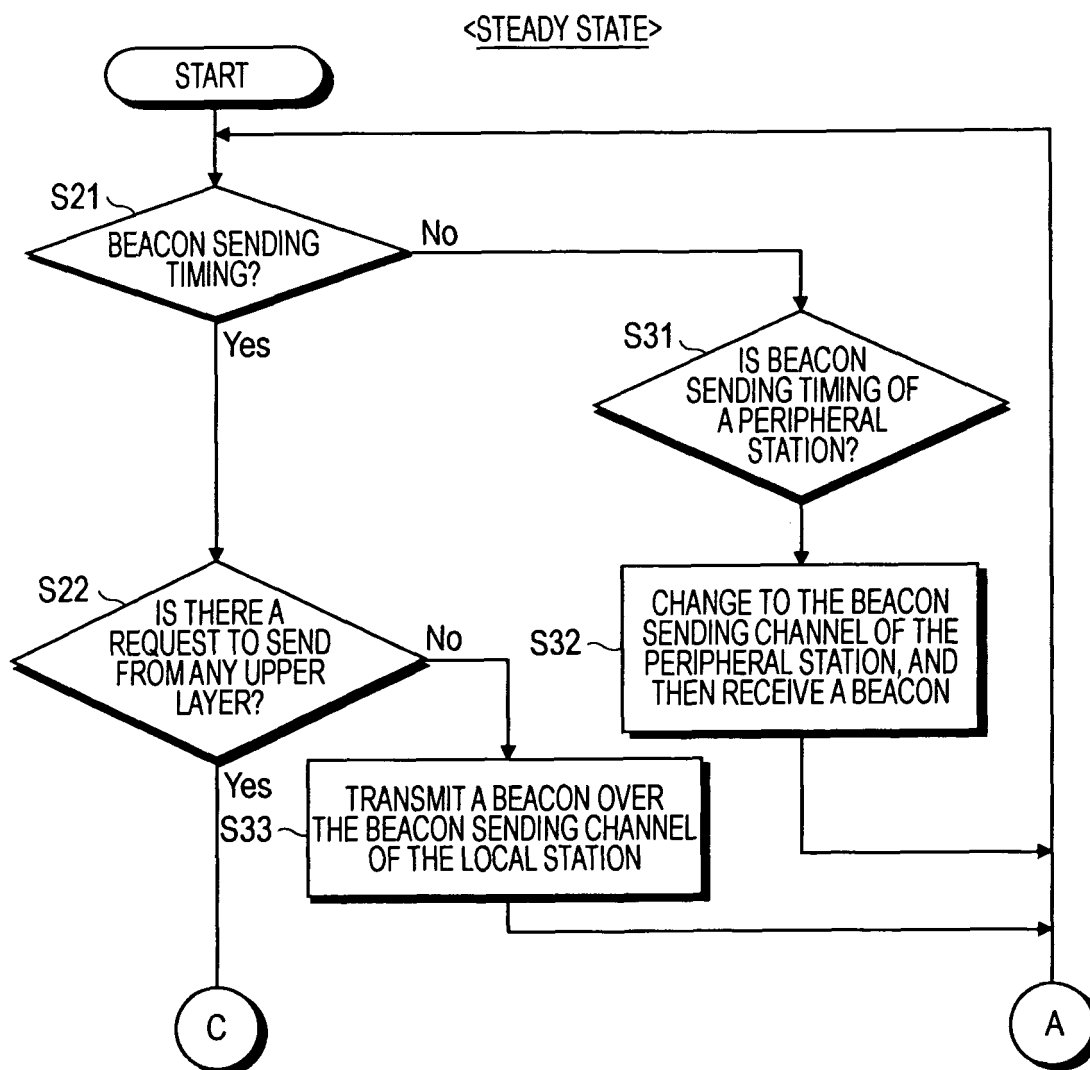 <STEADY STATE>
START
S21
BEACON SENDING
TIMING?
No
Yes
S31
IS BEACON
SENDING TIMING OF
A PERIPHERAL
STATION?
S22
IS THERE A
REQUEST TO SEND
FROM ANY UPPER
LAYER?
No
Yes
S32
CHANGE TO THE BEACON
SENDING CHANNEL OF THE
PERIPHERAL STATION, AND
THEN RECEIVE A BEACON
S33
TRANSMIT A BEACON OVER
THE BEACON SENDING CHANNEL
OF THE LOCAL STATION
C
A